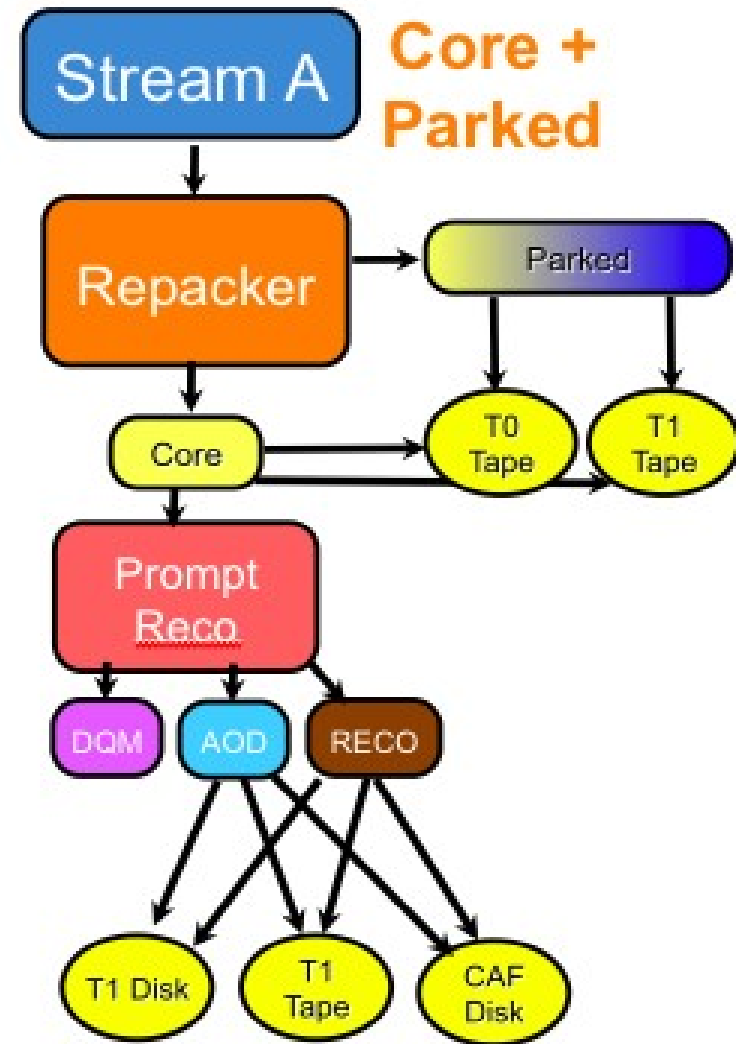 Stream A
Core +
Parked
Repacker
Parked
Core
T0
Tape
T1
Tape
Prompt
Reco
DQM
AOD
RECO
T1 Disk
T1
Tape
CAF
Disk